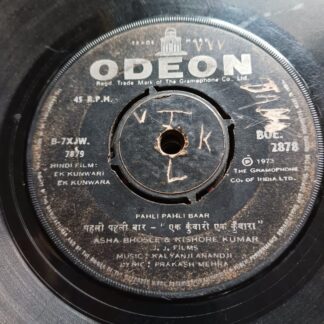 TRADE MARK
ODEON
Regd. Trade Mark of The Gramophone Co. Ltd.
45 R.P.M.
B-7XJW.
7879
HINDI FILM:
EK KUNWARI
EK KUNWARA
BOE.
2878
℗ 1973
THE GRAMOPHONE
CO. OF INDIA LTD.
V T K
L
PAHLI PAHLI BAAR
पहली पहली बार - "एक कुंवारी एक कुंवारा"
ASHA BHOSLE & KISHORE KUMAR
J. J. FILMS
MUSIC: KALYANJI ANANDJI
LYRIC: PRAKASH MEHRA